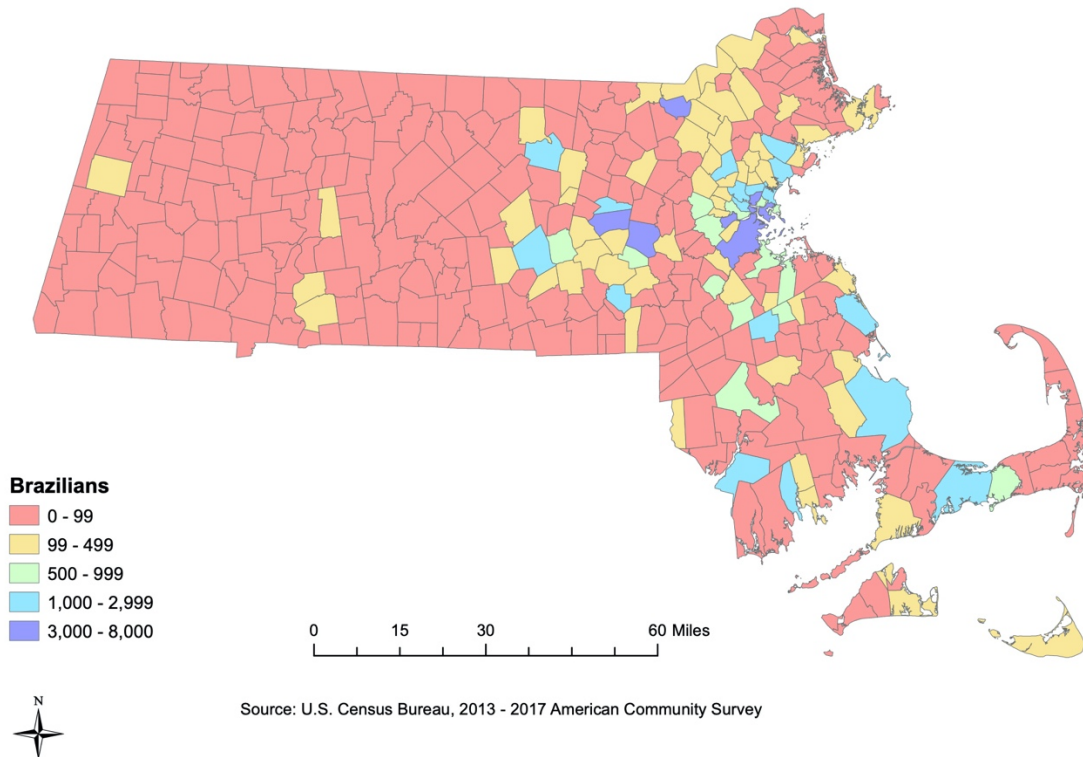 Brazilians
0 - 99
99 - 499
500 - 999
1,000 - 2,999
3,000 - 8,000
0 15 30 60 Miles
N
Source: U.S. Census Bureau, 2013 - 2017 American Community Survey